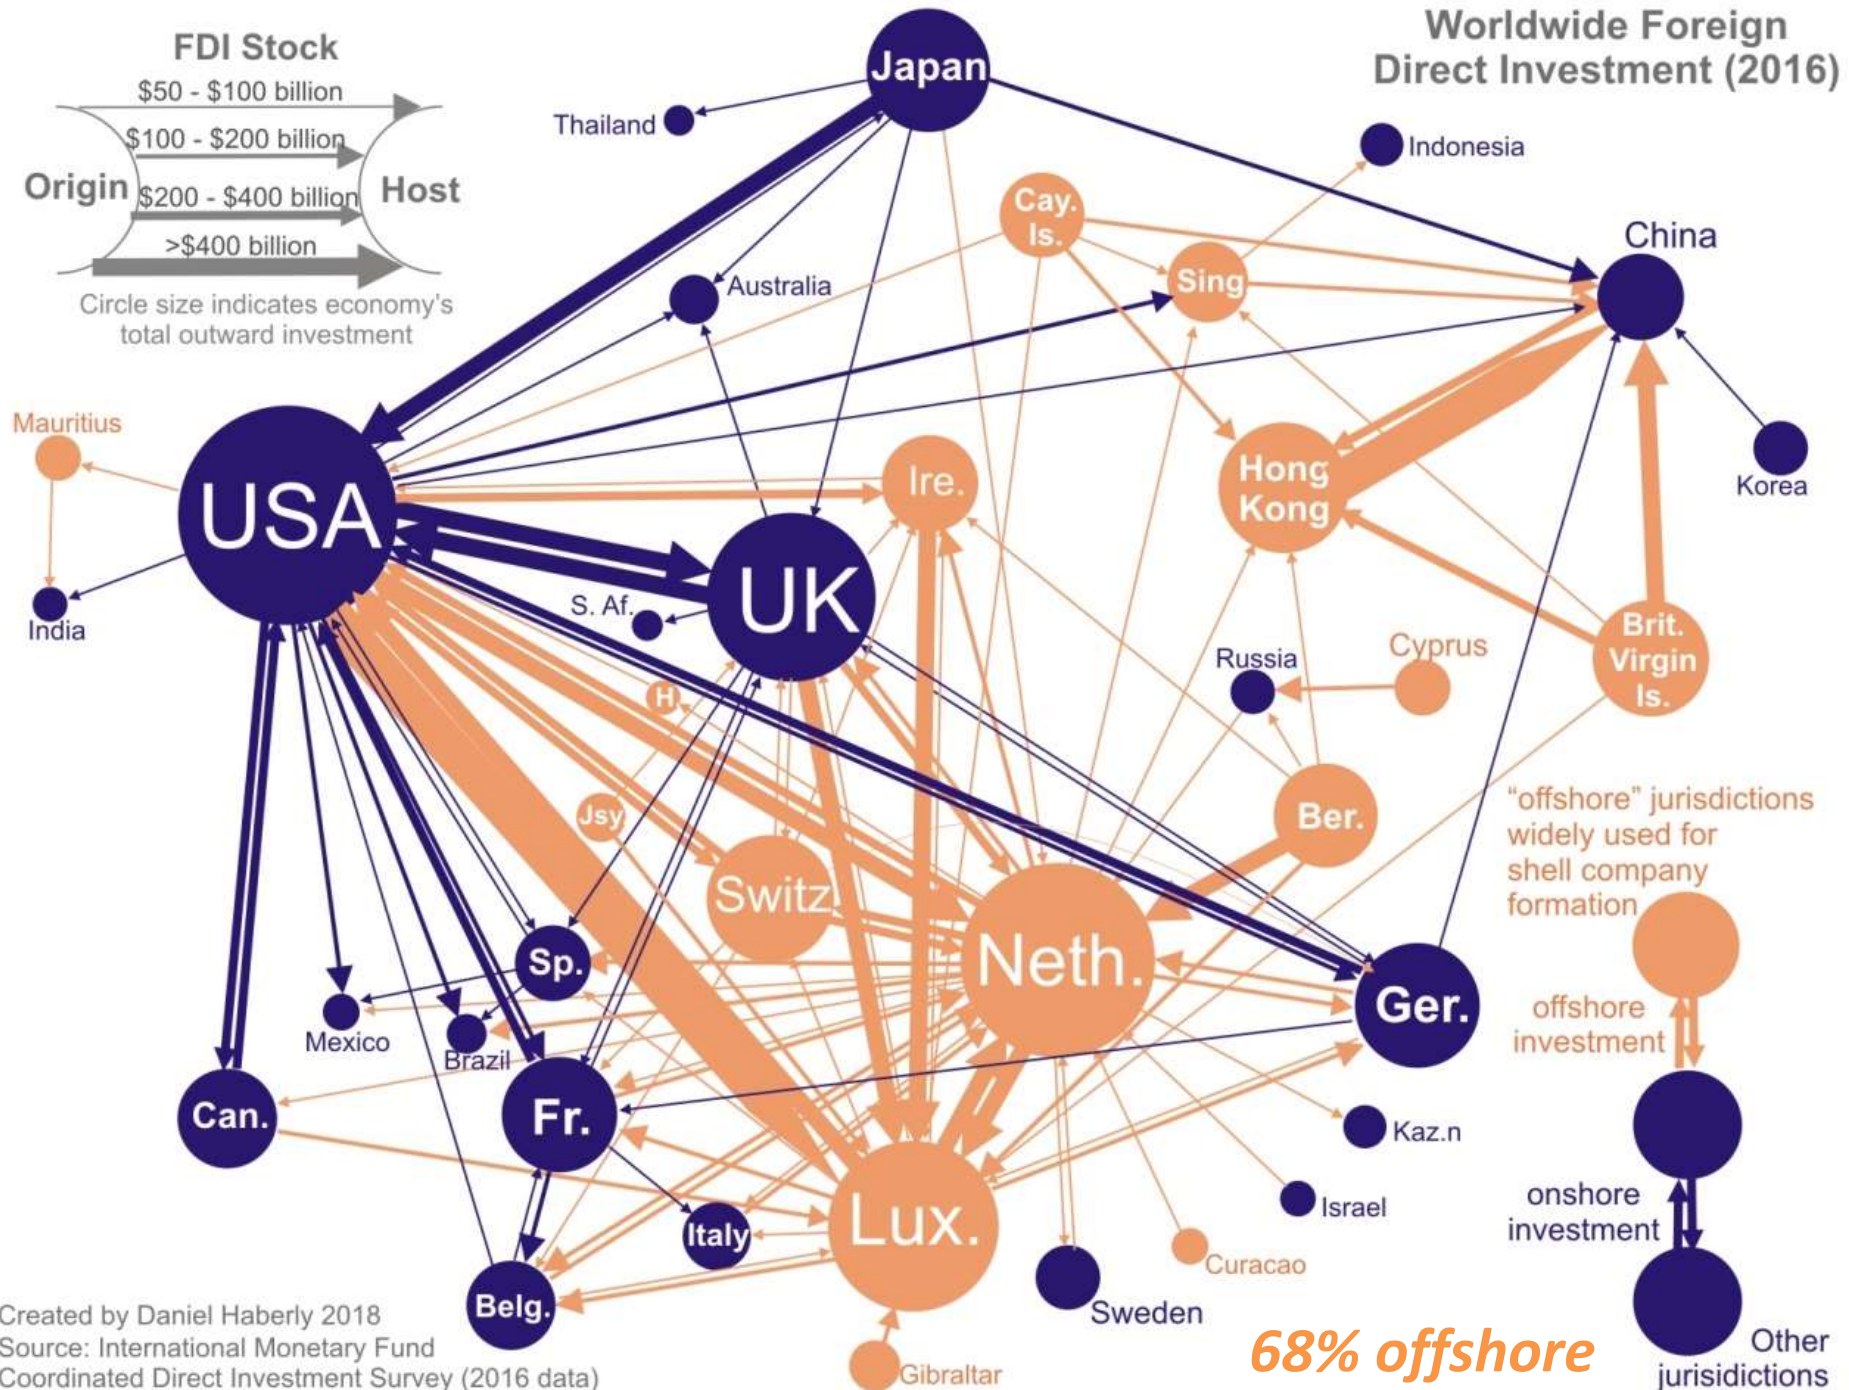 FDI Stock
$50 - $100 billion
$100 - $200 billion
$200 - $400 billion
>$400 billion
Origin
Host
Circle size indicates economy's
total outward investment
Worldwide Foreign
Direct Investment (2016)
Japan
Thailand
Indonesia
Cay.
Is.
China
Sing
Australia
Mauritius
USA
Ire.
Hong
Kong
Korea
UK
S. Af.
India
Brit.
Virgin
Is.
Cyprus
Russia
H
Jsy
Ber.
"offshore" jurisdictions
widely used for
shell company
formation
Switz
Sp.
Neth.
Ger.
offshore
investment
Mexico
Brazil
Can.
Fr.
Kaz.n
Israel
onshore
investment
Italy
Lux.
Curacao
Belg.
Sweden
Gibraltar
68% offshore
Other
jurisidictions
Created by Daniel Haberly 2018
Source: International Monetary Fund
Coordinated Direct Investment Survey (2016 data)